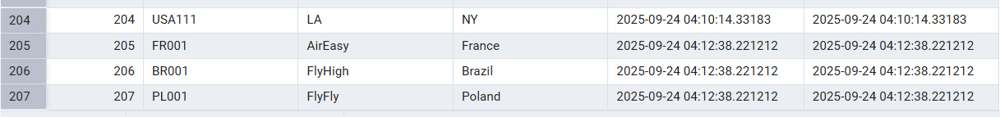 204 204 USA111 LA NY 2025-09-24 04:10:14.33183 2025-09-24 04:10:14.33183
205 205 FR001 AirEasy France 2025-09-24 04:12:38.221212 2025-09-24 04:12:38.221212
206 206 BR001 FlyHigh Brazil 2025-09-24 04:12:38.221212 2025-09-24 04:12:38.221212
207 207 PL001 FlyFly Poland 2025-09-24 04:12:38.221212 2025-09-24 04:12:38.221212